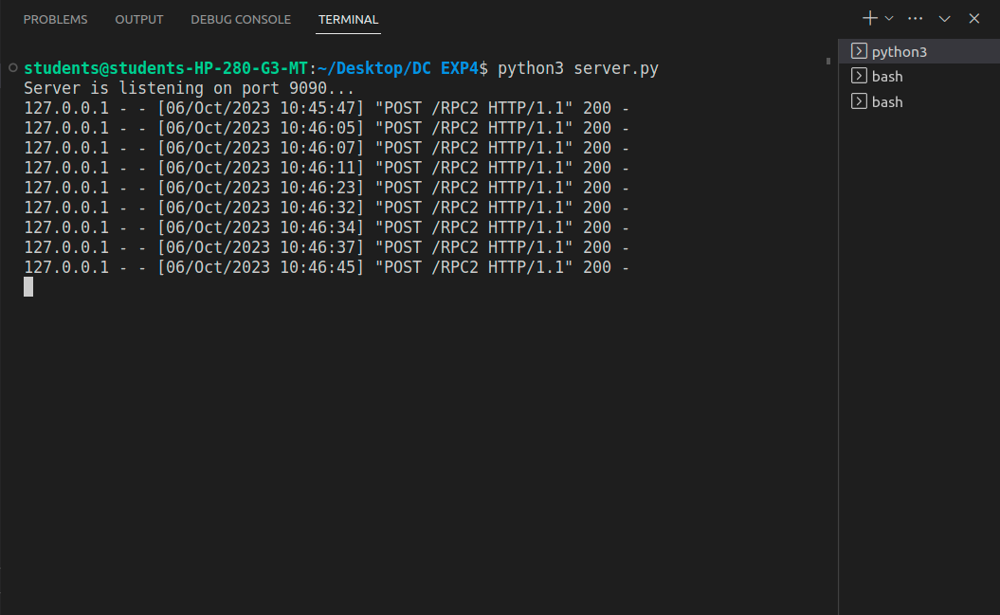 PROBLEMS OUTPUT DEBUG CONSOLE TERMINAL
students@students-HP-280-G3-MT:~/Desktop/DC EXP4$ python3 server.py
Server is listening on port 9090...
127.0.0.1 - - [06/Oct/2023 10:45:47] "POST /RPC2 HTTP/1.1" 200 -
127.0.0.1 - - [06/Oct/2023 10:46:05] "POST /RPC2 HTTP/1.1" 200 -
127.0.0.1 - - [06/Oct/2023 10:46:07] "POST /RPC2 HTTP/1.1" 200 -
127.0.0.1 - - [06/Oct/2023 10:46:11] "POST /RPC2 HTTP/1.1" 200 -
127.0.0.1 - - [06/Oct/2023 10:46:23] "POST /RPC2 HTTP/1.1" 200 -
127.0.0.1 - - [06/Oct/2023 10:46:32] "POST /RPC2 HTTP/1.1" 200 -
127.0.0.1 - - [06/Oct/2023 10:46:34] "POST /RPC2 HTTP/1.1" 200 -
127.0.0.1 - - [06/Oct/2023 10:46:37] "POST /RPC2 HTTP/1.1" 200 -
127.0.0.1 - - [06/Oct/2023 10:46:45] "POST /RPC2 HTTP/1.1" 200 -
python3
bash
bash